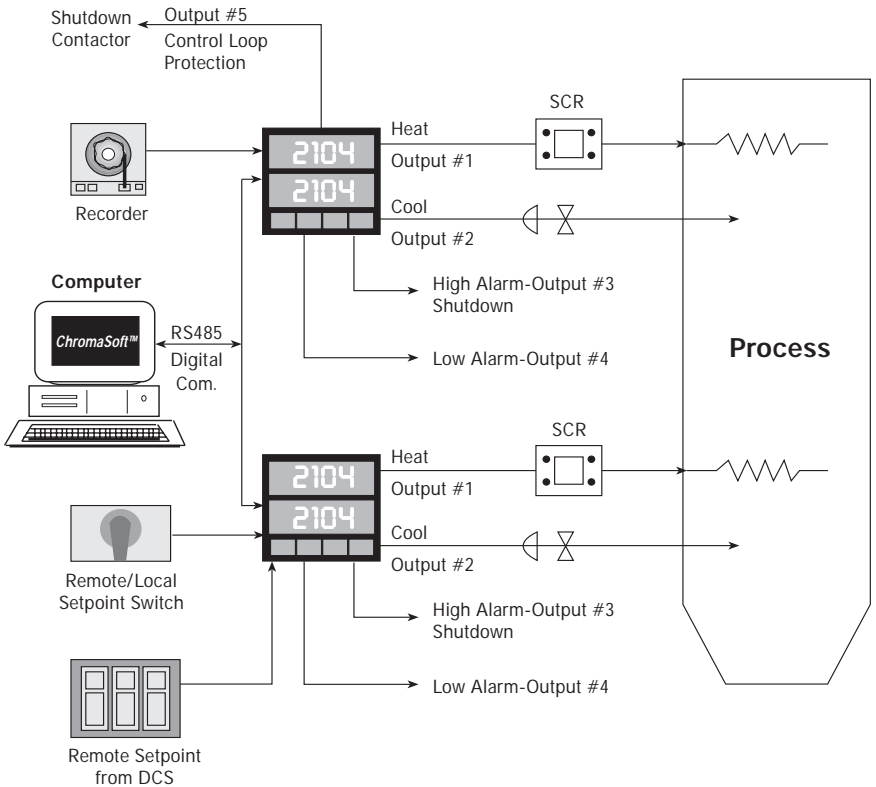 Shutdown
Contactor
Output #5
Control Loop
Protection
Recorder
2104
2104
Heat
Output #1
SCR
Cool
Output #2
High Alarm-Output #3
Shutdown
Low Alarm-Output #4
Computer
ChromaSoft™
RS485
Digital
Com.
Process
2104
2104
Heat
Output #1
SCR
Cool
Output #2
High Alarm-Output #3
Shutdown
Low Alarm-Output #4
Remote/Local
Setpoint Switch
Remote Setpoint
from DCS